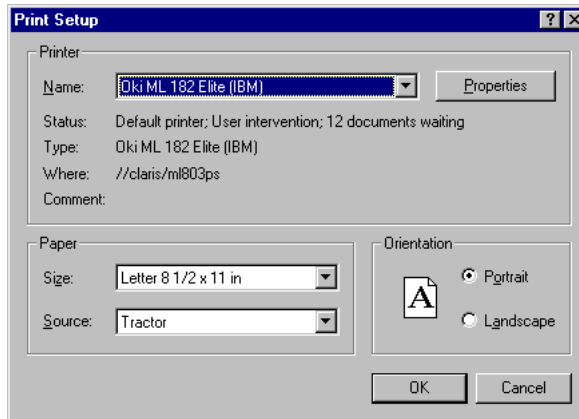 Print Setup
Printer
Name: Oki ML 182 Elite (IBM) Properties
Status: Default printer; User intervention; 12 documents waiting
Type: Oki ML 182 Elite (IBM)
Where: //claris/ml803ps
Comment:
Paper
Size: Letter 8 1/2 x 11 in
Source: Tractor
Orientation
A
Portrait
Landscape
OK Cancel